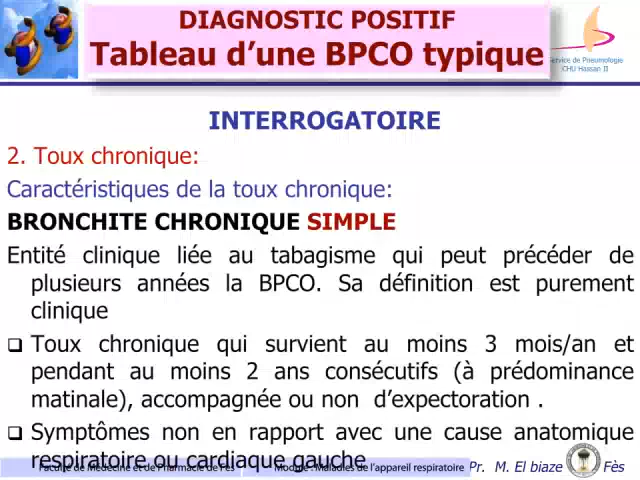 DIAGNOSTIC POSITIF
Tableau d’une BPCO typique
Service de Pneumologie
CHU Hassan II
INTERROGATOIRE
2. Toux chronique:
Caractéristiques de la toux chronique:
BRONCHITE CHRONIQUE SIMPLE
Entité clinique liée au tabagisme qui peut précéder de
plusieurs années la BPCO. Sa définition est purement
clinique
❑ Toux chronique qui survient au moins 3 mois/an et
pendant au moins 2 ans consécutifs (à prédominance
matinale), accompagnée ou non d’expectoration .
❑ Symptômes non en rapport avec une cause anatomique
respiratoire ou cardiaque gauche
Faculté de Médecine et de Pharmacie de Fès Module : Maladies de l’appareil respiratoire Pr. M. El biaze Fès